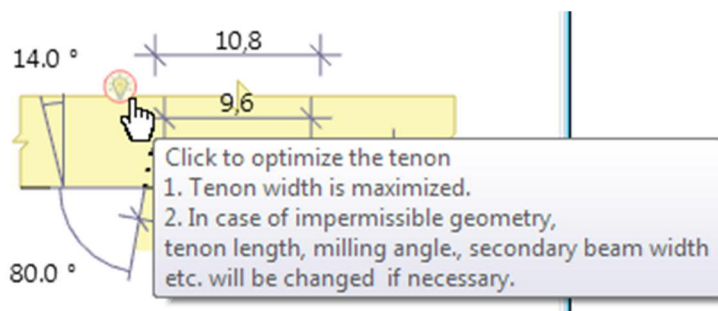 10,8
14.0 °
9,6
Click to optimize the tenon
1. Tenon width is maximized.
2. In case of impermissible geometry,
tenon length, milling angle., secondary beam width
etc. will be changed  if necessary.
80.0 °